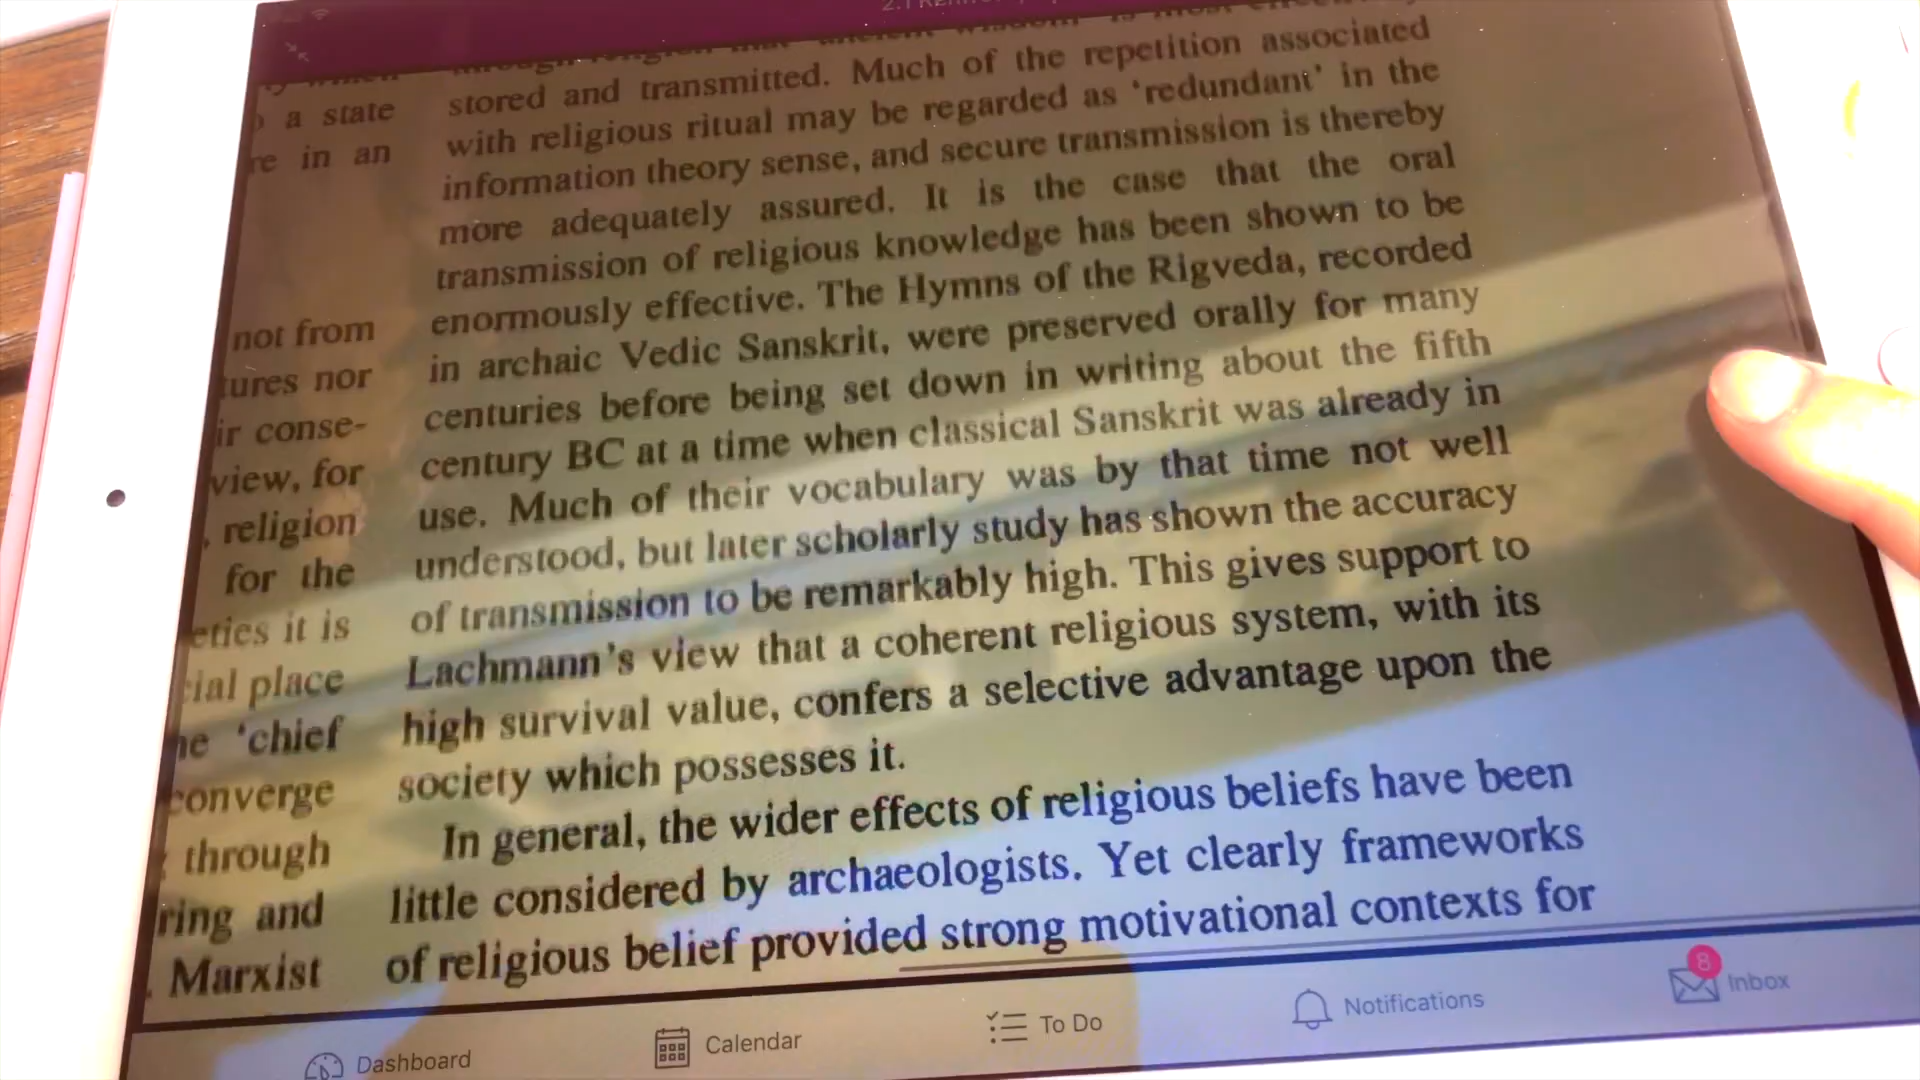 2.1
a state
re in an
not from
tures nor
ir conse-
view, for
, religion
for the
eties it is
cial place
he ‘chief
converge
through
ring and
. Marxist
stored and transmitted. Much of the repetition associated
with religious ritual may be regarded as ‘redundant’ in the
information theory sense, and secure transmission is thereby
more adequately assured. It is the case that the oral
transmission of religious knowledge has been shown to be
enormously effective. The Hymns of the Rigveda, recorded
in archaic Vedic Sanskrit, were preserved orally for many
centuries before being set down in writing about the fifth
century BC at a time when classical Sanskrit was already in
use. Much of their vocabulary was by that time not well
understood, but later scholarly study has shown the accuracy
of transmission to be remarkably high. This gives support to
Lachmann's view that a coherent religious system, with its
high survival value, confers a selective advantage upon the
society which possesses it.
In general, the wider effects of religious beliefs have been
little considered by archaeologists. Yet clearly frameworks
of religious belief provided strong motivational contexts for
Dashboard
Calendar
To Do
Notifications
8
Inbox